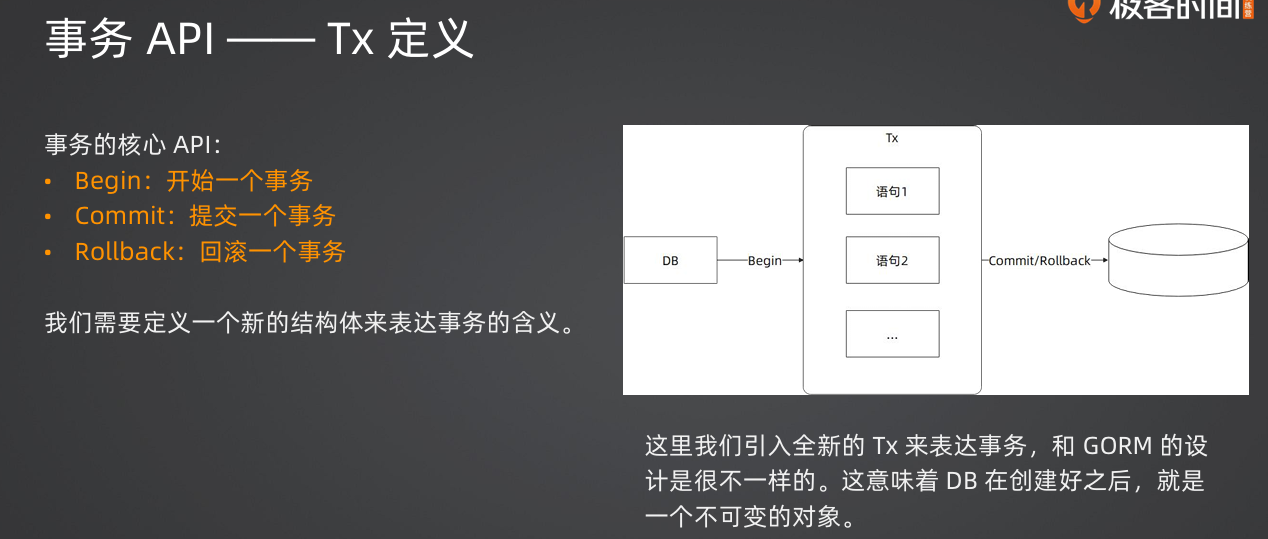 事务 API —— Tx 定义
极客时间
事务的核心 API：
• Begin：开始一个事务
• Commit：提交一个事务
• Rollback：回滚一个事务
我们需要定义一个新的结构体来表达事务的含义。
Tx
语句1
DB
Begin
语句2
Commit/Rollback
...
这里我们引入全新的 Tx 来表达事务，和 GORM 的设
计是很不一样的。这意味着 DB 在创建好之后，就是
一个不可变的对象。